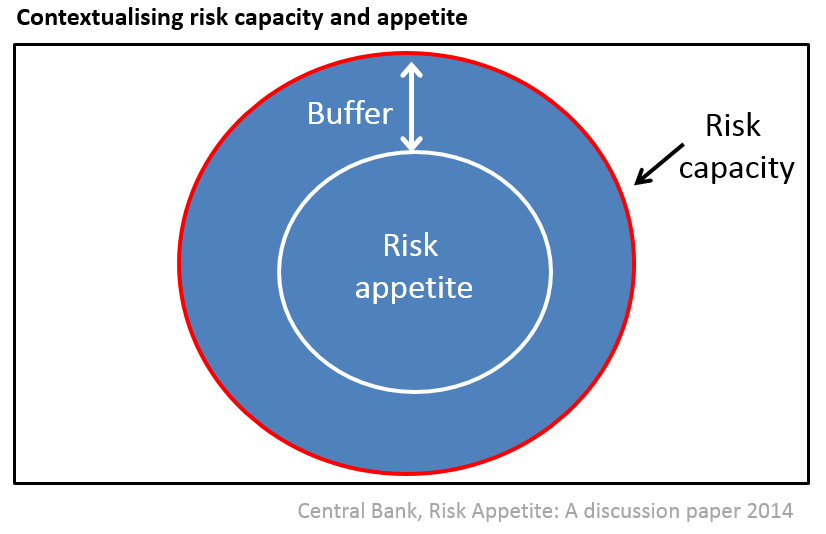 Contextualising risk capacity and appetite
Buffer
Risk
capacity
Risk
appetite
Central Bank, Risk Appetite: A discussion paper 2014